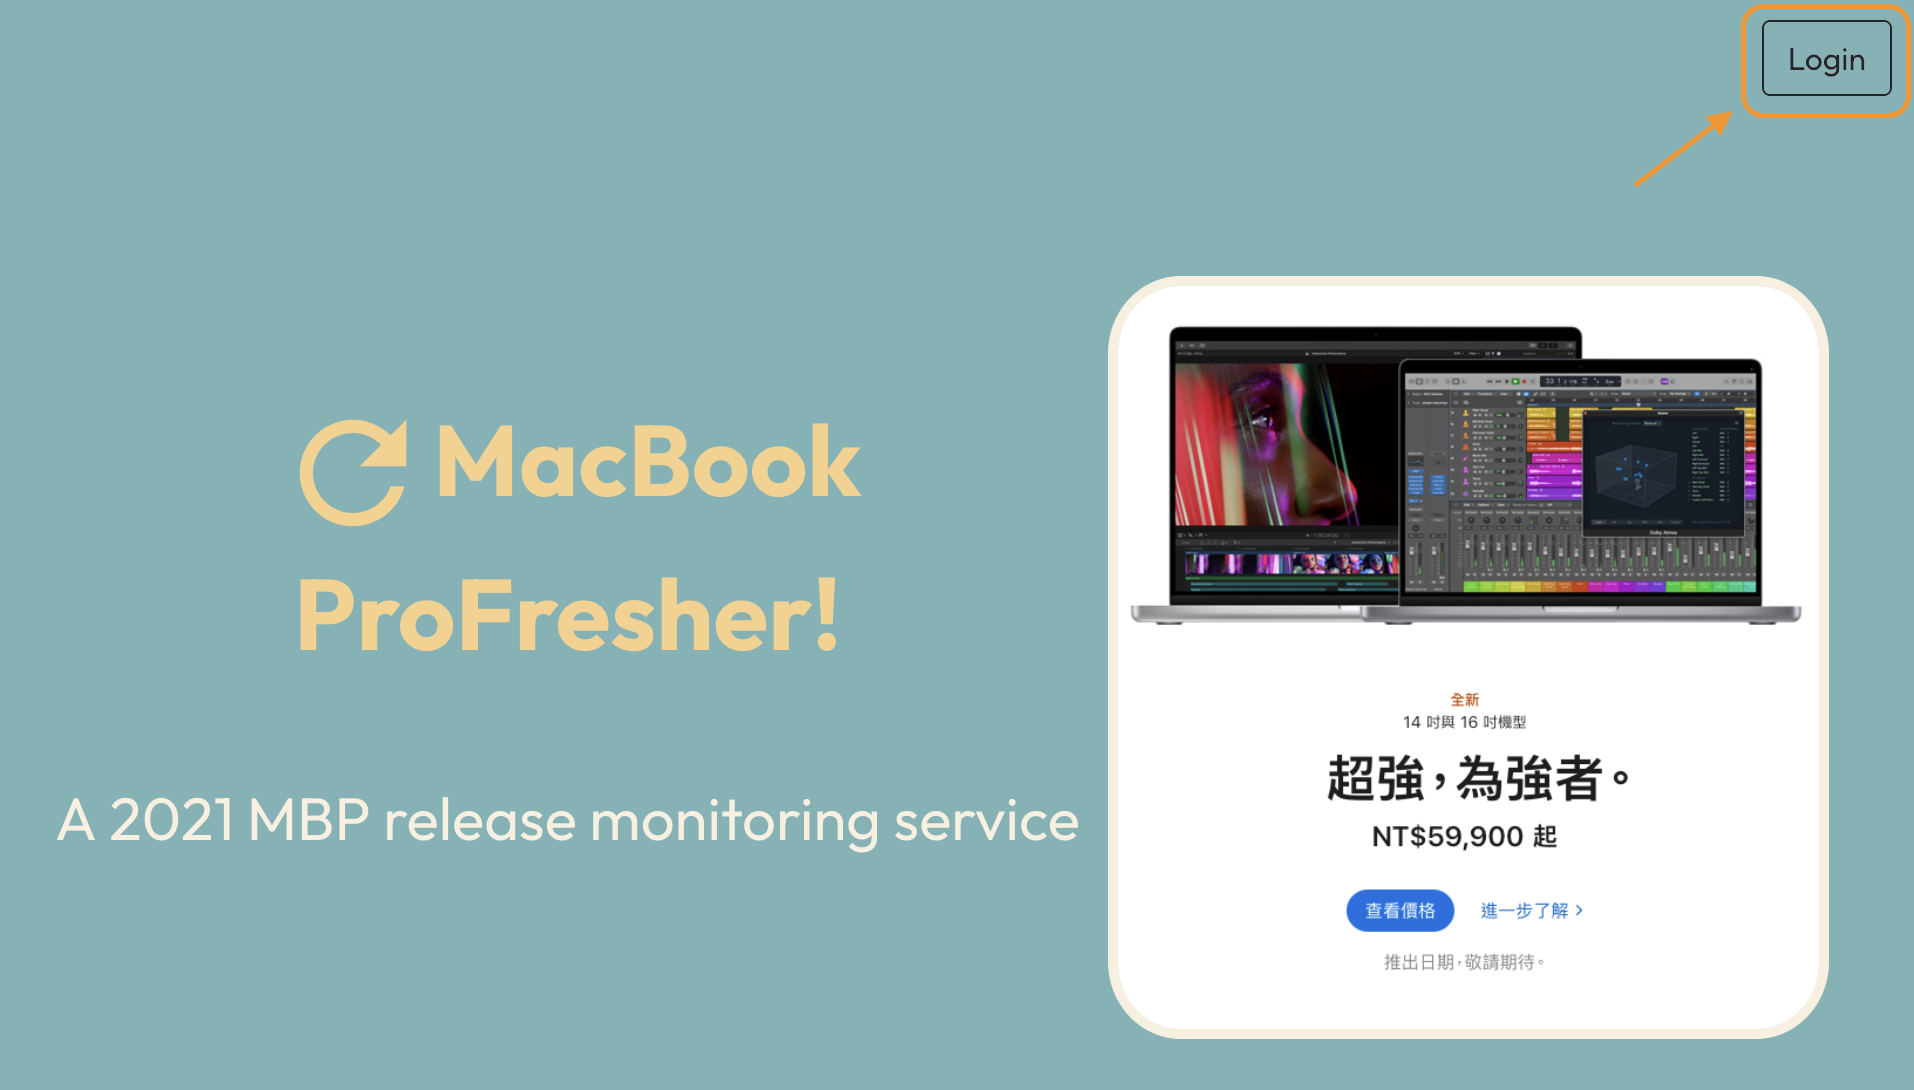 Login
MacBook
ProFresher!
A 2021 MBP release monitoring service
Dolby Atmos
全新
14 吋與 16 吋機型
超強，為強者。
NT$59,900 起
查看價格
進一步了解 >
推出日期，敬請期待。